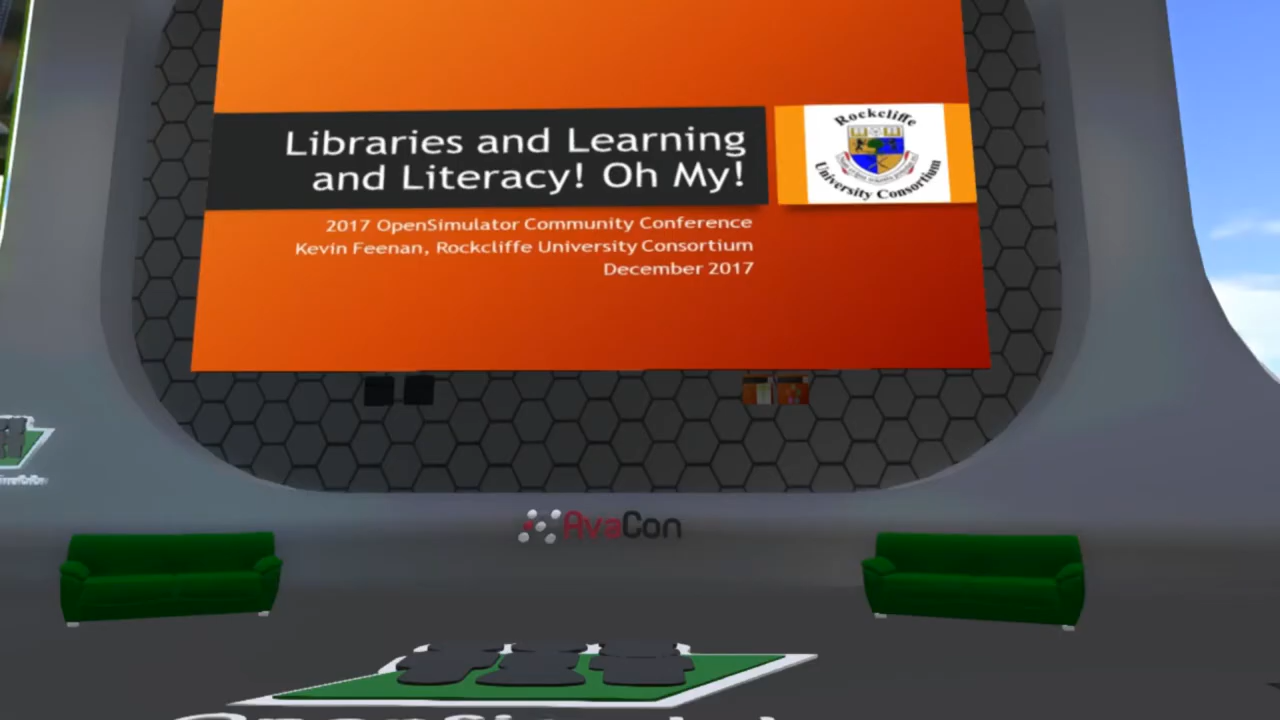 Libraries and Learning
and Literacy! Oh My!
Rockcliffe
University Consortium
2017 OpenSimulator Community Conference
Kevin Feenan, Rockcliffe University Consortium
December 2017
AvaCon